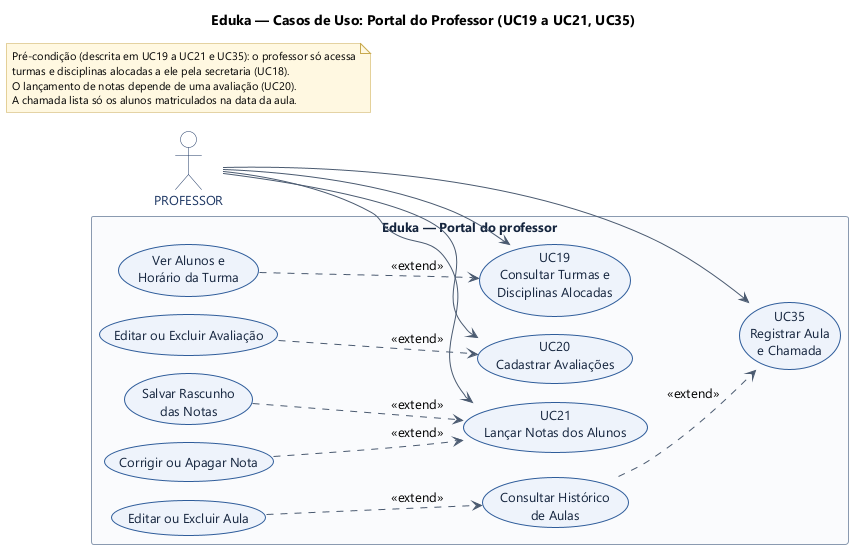 Eduka — Casos de Uso: Portal do Professor (UC19 a UC21, UC35)
Pré-condição (descrita em UC19 a UC21 e UC35): o professor só acessa
turmas e disciplinas alocadas a ele pela secretaria (UC18).
O lançamento de notas depende de uma avaliação (UC20).
A chamada lista só os alunos matriculados na data da aula.
PROFESSOR
Eduka — Portal do professor
Ver Alunos e
Horário da Turma
«extend»
UC19
Consultar Turmas e
Disciplinas Alocadas
Editar ou Excluir Avaliação
«extend»
UC20
Cadastrar Avaliações
UC35
Registrar Aula
e Chamada
Salvar Rascunho
das Notas
«extend»
UC21
Lançar Notas dos Alunos
«extend»
Corrigir ou Apagar Nota
«extend»
Editar ou Excluir Aula
«extend»
Consultar Histórico
de Aulas